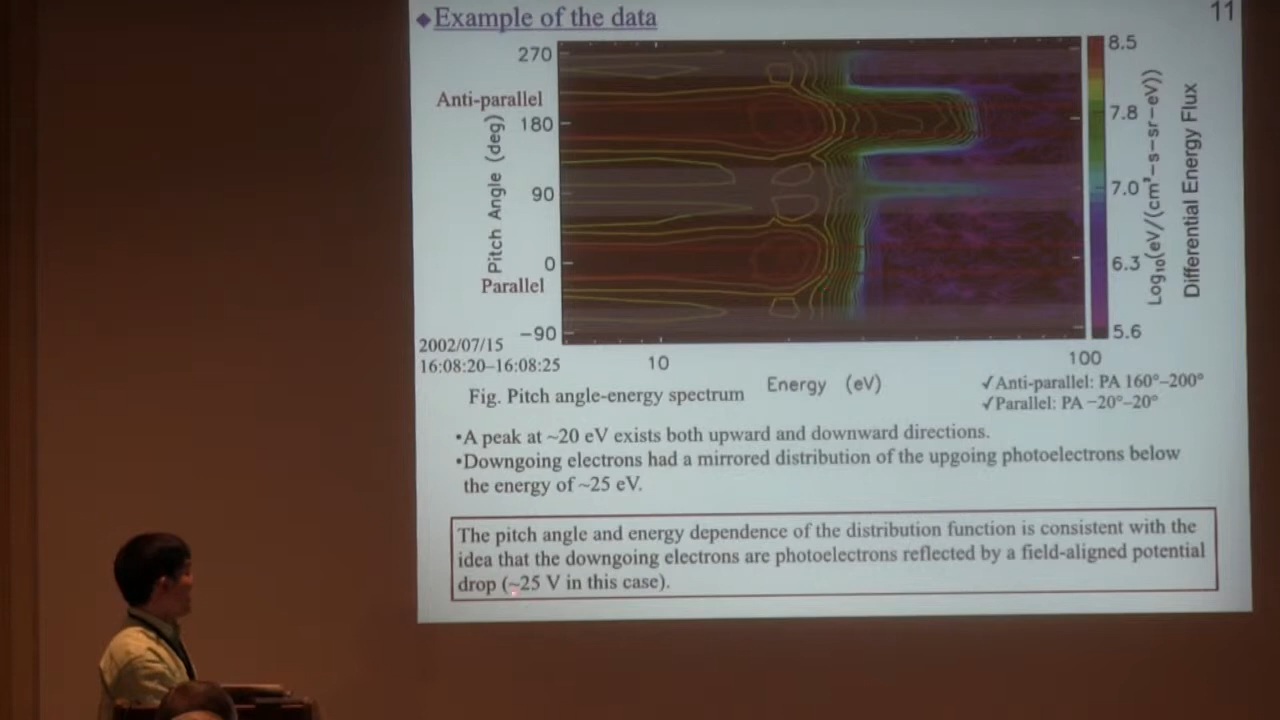 ◆Example of the data
11
270
Anti-parallel
180
90
0
Parallel
−90
Pitch Angle (deg)
10
100
Energy (eV)
8.5
7.8
7.0
6.3
5.6
Log₁₀(eV/(cm²−s−sr−eV))
Differential Energy Flux
2002/07/15
16:08:20–16:08:25
Fig. Pitch angle-energy spectrum
✓Anti-parallel: PA 160°–200°
✓Parallel: PA −20°–20°
•A peak at ~20 eV exists both upward and downward directions.
•Downgoing electrons had a mirrored distribution of the upgoing photoelectrons below
the energy of ~25 eV.
The pitch angle and energy dependence of the distribution function is consistent with the
idea that the downgoing electrons are photoelectrons reflected by a field-aligned potential
drop (~25 V in this case).